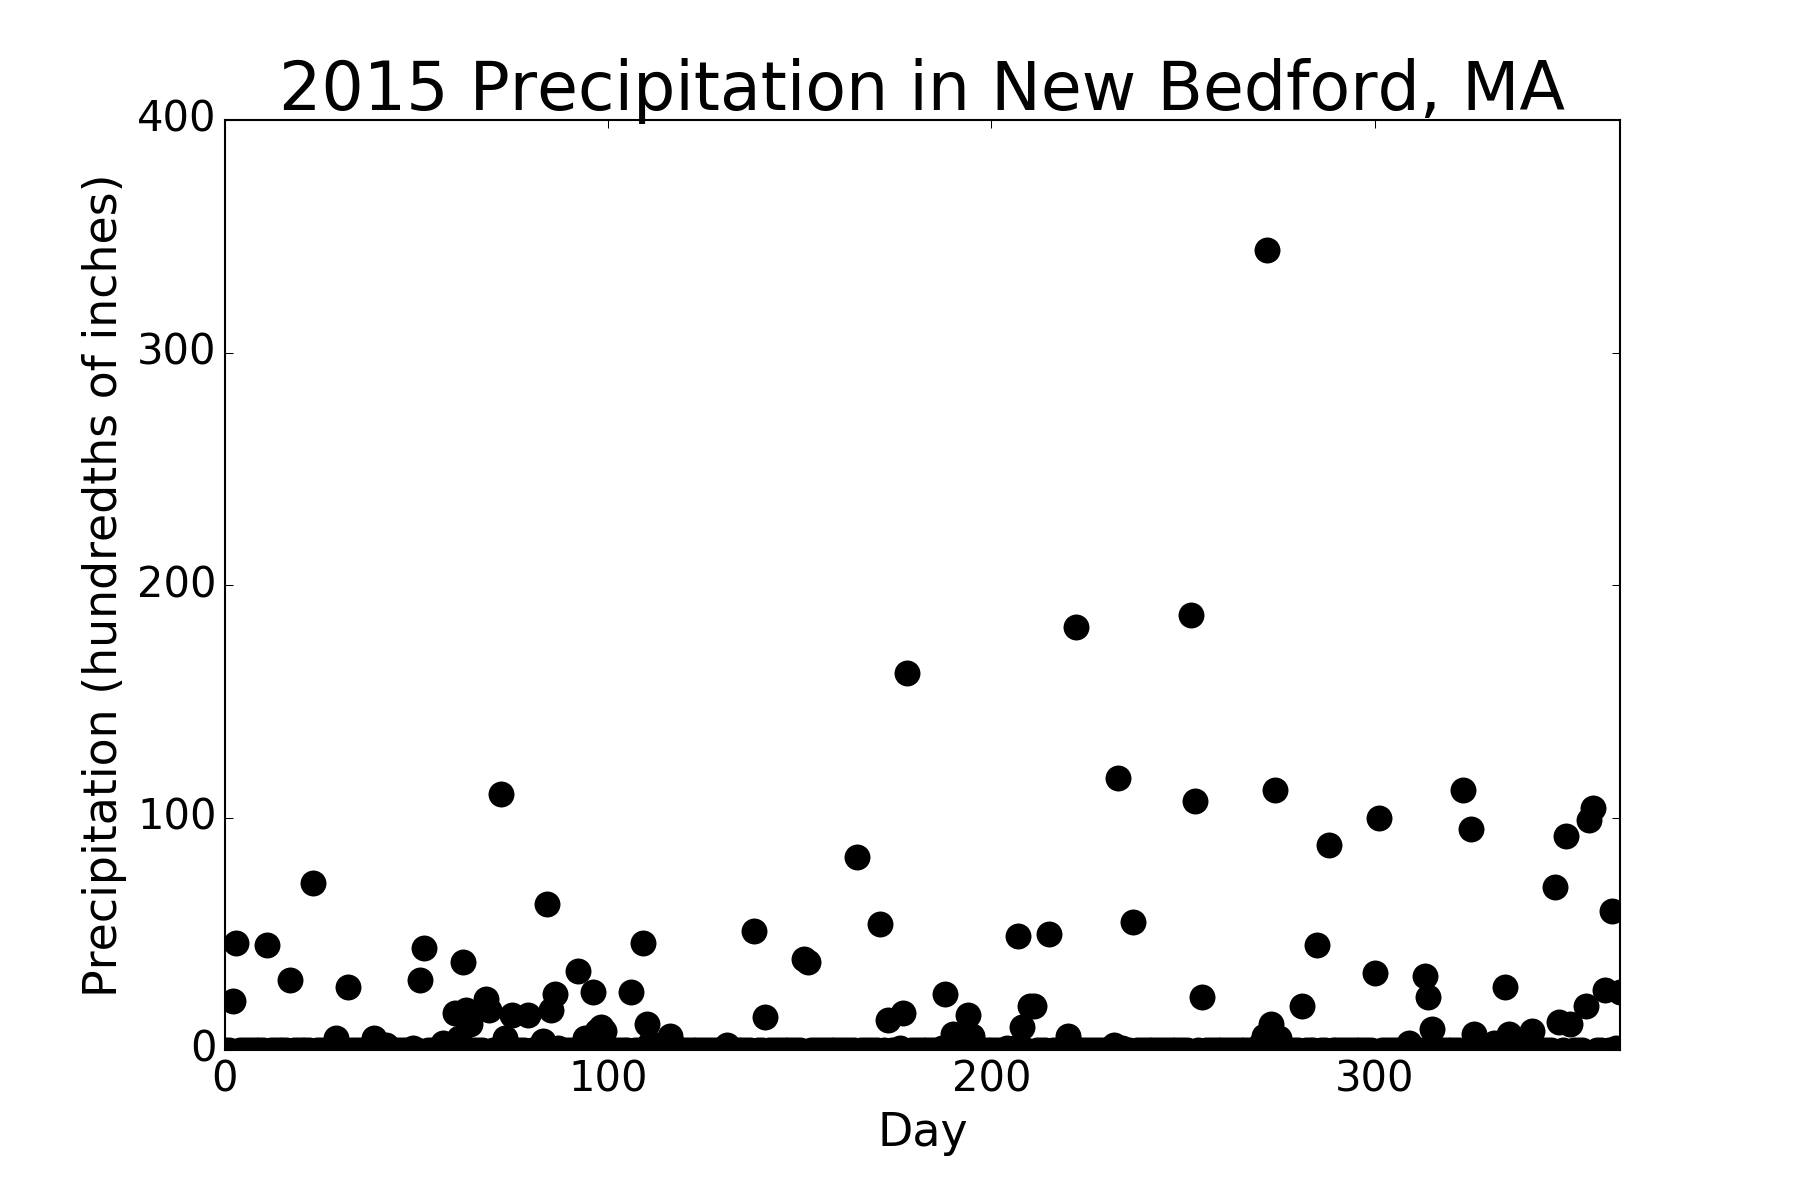 2015 Precipitation in New Bedford, MA
400
300
200
100
0
Precipitation (hundredths of inches)
0 100 200 300
Day